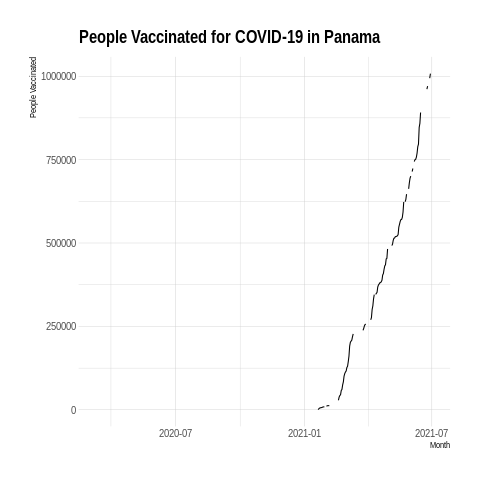 People Vaccinated for COVID-19 in Panama
People Vaccinated
1000000
750000
500000
250000
0
2020-07
2021-01
2021-07
Month